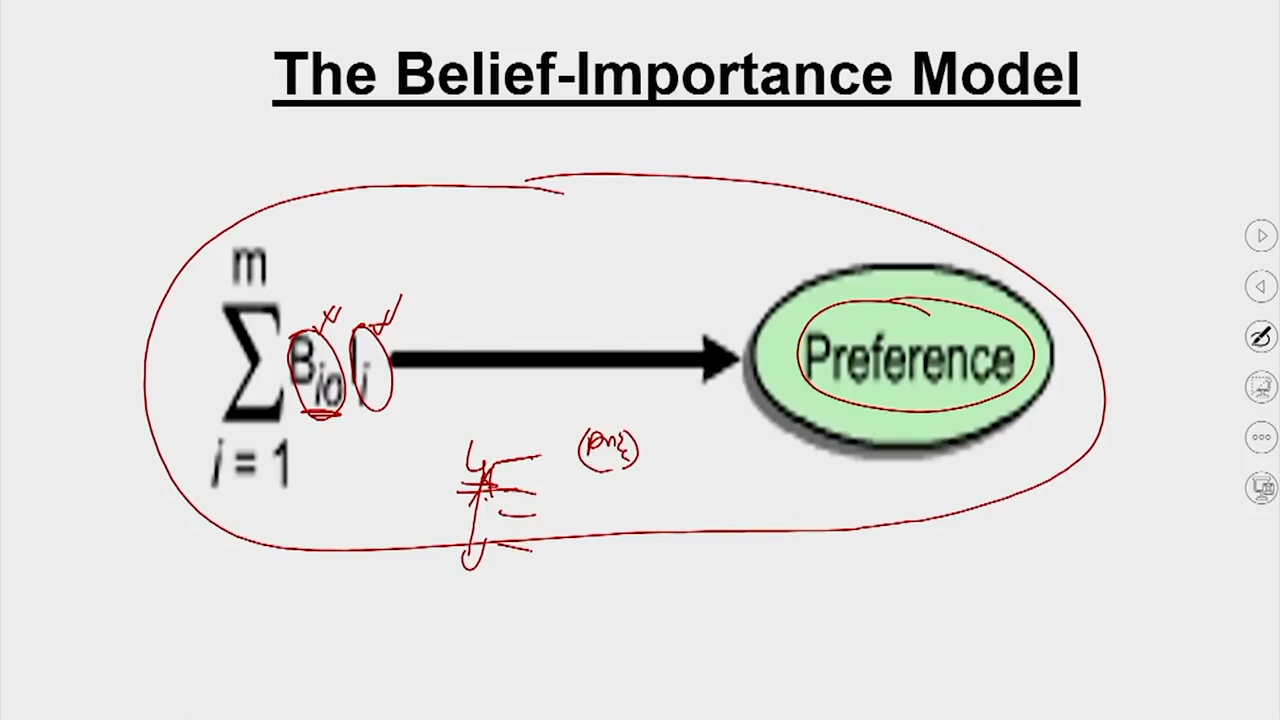 The Belief-Importance Model
m
∑ B_io I_i
Preference
i = 1